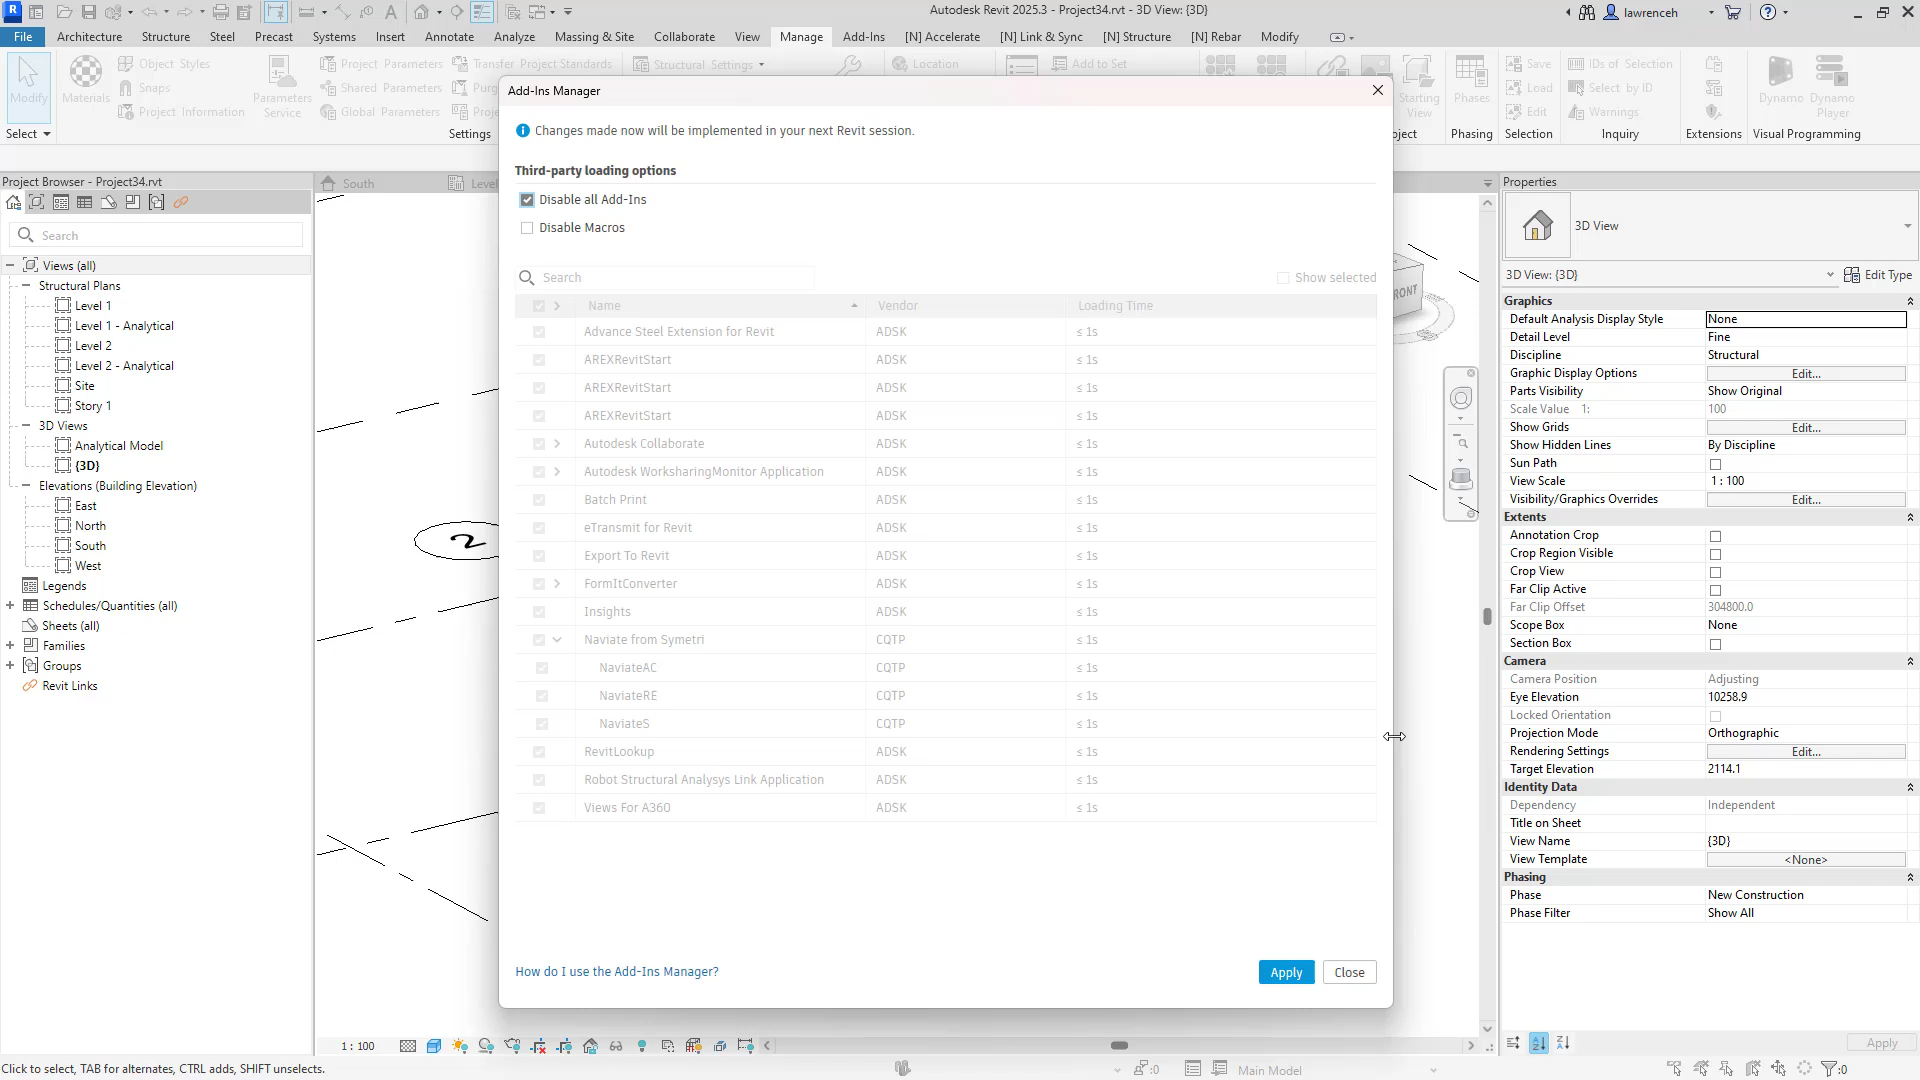 Autodesk Revit 2025.3 - Project34.rvt - 3D View: {3D}
lawrenceh
File
Architecture
Structure
Steel
Precast
Systems
Insert
Annotate
Analyze
Massing & Site
Collaborate
View
Manage
Add-Ins
[N] Accelerate
[N] Link & Sync
[N] Structure
[N] Rebar
Modify
Modify
Materials
Object Styles
Snaps
Project Information
Parameters
Service
Project Parameters
Shared Parameters
Global Parameters
Transfer Project Standards
Structural Settings
Location
Add to Set
Starting
View
Phases
Save
Load
Edit
IDs of Selection
Select by ID
Warnings
Dynamo
Dynamo
Player
Select
Settings
Phasing
Selection
Inquiry
Extensions
Visual Programming
Project Browser - Project34.rvt
Search
Views (all)
Structural Plans
Level 1
Level 1 - Analytical
Level 2
Level 2 - Analytical
Site
Story 1
3D Views
Analytical Model
{3D}
Elevations (Building Elevation)
East
North
South
West
Legends
Schedules/Quantities (all)
Sheets (all)
Families
Groups
Revit Links
South
Level
2
1 : 100
Add-Ins Manager
Changes made now will be implemented in your next Revit session.
Third-party loading options
Disable all Add-Ins
Disable Macros
Search
Show selected
Name Vendor Loading Time
Advance Steel Extension for Revit ADSK ≤ 1s
AREXRevitStart ADSK ≤ 1s
AREXRevitStart ADSK ≤ 1s
AREXRevitStart ADSK ≤ 1s
Autodesk Collaborate ADSK ≤ 1s
Autodesk WorksharingMonitor Application ADSK ≤ 1s
Batch Print ADSK ≤ 1s
eTransmit for Revit ADSK ≤ 1s
Export To Revit ADSK ≤ 1s
FormItConverter ADSK ≤ 1s
Insights ADSK ≤ 1s
Naviate from Symetri CQTP ≤ 1s
NaviateAC CQTP ≤ 1s
NaviateRE CQTP ≤ 1s
NaviateS CQTP ≤ 1s
RevitLookup ADSK ≤ 1s
Robot Structural Analysys Link Application ADSK ≤ 1s
Views For A360 ADSK ≤ 1s
How do I use the Add-Ins Manager?
Apply
Close
Properties
3D View
3D View: {3D}
Edit Type
Graphics
Default Analysis Display Style None
Detail Level Fine
Discipline Structural
Graphic Display Options Edit...
Parts Visibility Show Original
Scale Value 1: 100
Show Grids Edit...
Show Hidden Lines By Discipline
Sun Path
View Scale 1 : 100
Visibility/Graphics Overrides Edit...
Extents
Annotation Crop
Crop Region Visible
Crop View
Far Clip Active
Far Clip Offset 304800.0
Scope Box None
Section Box
Camera
Camera Position Adjusting
Eye Elevation 10258.9
Locked Orientation
Projection Mode Orthographic
Rendering Settings Edit...
Target Elevation 2114.1
Identity Data
Dependency Independent
Title on Sheet
View Name {3D}
View Template <None>
Phasing
Phase New Construction
Phase Filter Show All
Apply
Click to select, TAB for alternates, CTRL adds, SHIFT unselects.
:0
Main Model
:0